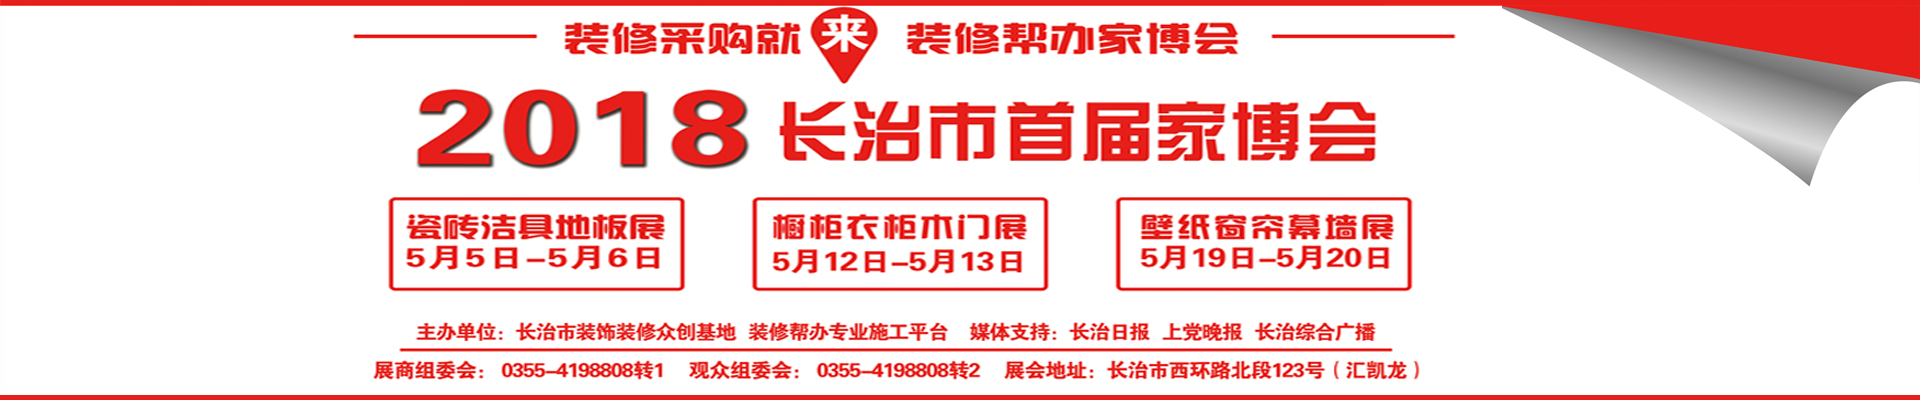 装修采购就来 装修帮办家博会
2018长治市首届家博会
瓷砖洁具地板展
5月5日-5月6日
橱柜衣柜木门展
5月12日-5月13日
壁纸窗帘幕墙展
5月19日-5月20日
主办单位：长治市装饰装修众创基地 装修帮办专业施工平台 媒体支持：长治日报 上党晚报 长治综合广播
展商组委会： 0355-4198808转1 观众组委会： 0355-4198808转2 展会地址：长治市西环路北段123号（汇凯龙）